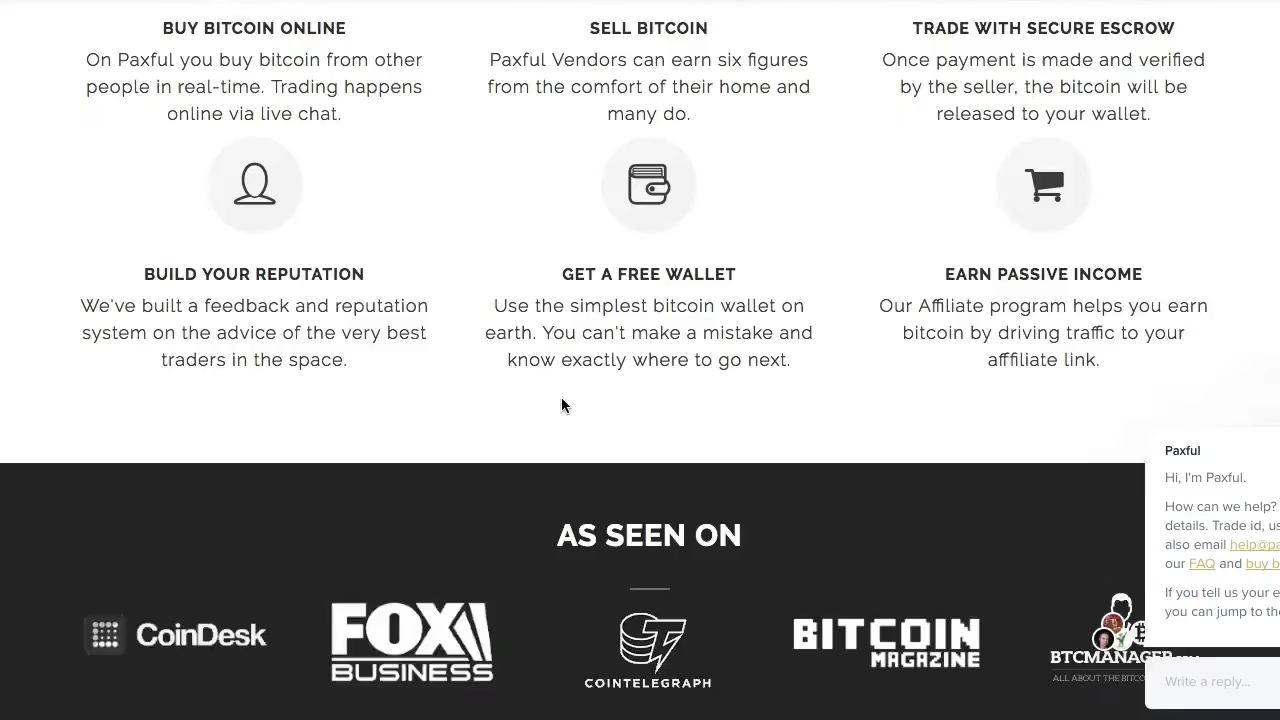 BUY BITCOIN ONLINE
On Paxful you buy bitcoin from other
people in real-time. Trading happens
online via live chat.
SELL BITCOIN
Paxful Vendors can earn six figures
from the comfort of their home and
many do.
TRADE WITH SECURE ESCROW
Once payment is made and verified
by the seller, the bitcoin will be
released to your wallet.
BUILD YOUR REPUTATION
We've built a feedback and reputation
system on the advice of the very best
traders in the space.
GET A FREE WALLET
Use the simplest bitcoin wallet on
earth. You can't make a mistake and
know exactly where to go next.
EARN PASSIVE INCOME
Our Affiliate program helps you earn
bitcoin by driving traffic to your
affiliate link.
AS SEEN ON
CoinDesk
FOX
BUSINESS
COINTELEGRAPH
BITCOIN
MAGAZINE
BTCMANAGER
ALL ABOUT THE
Paxful
Hi, I'm Paxful.
How can we help?
details. Trade id,
also email
our FAQ and buy
If you tell us your
you can jump to
Write a reply...